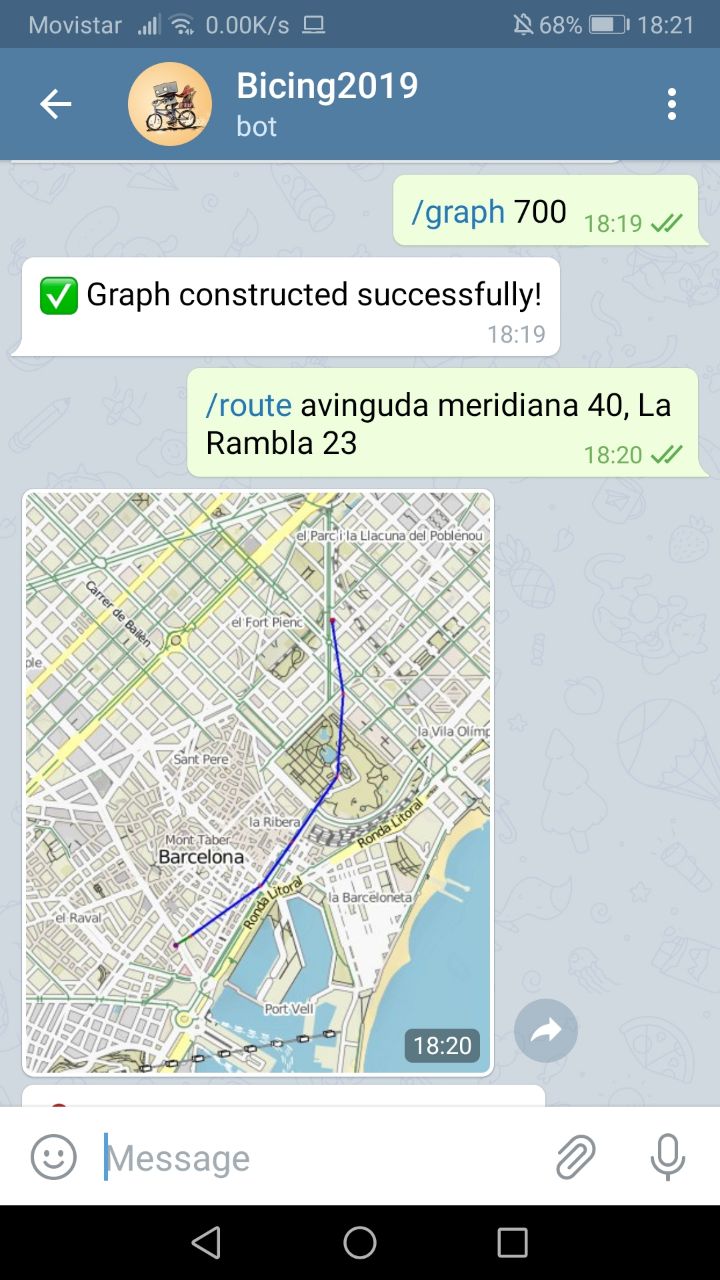 Movistar 0.00K/s 68% 18:21
Bicing2019
bot
/graph 700 18:19
✅ Graph constructed successfully!
18:19
/route avinguda meridiana 40, La
Rambla 23 18:20
el Parc i la Llacuna del Poblenou
Carrer de Bailèn
el Fort Pienc
ple
la Vila Olímp
Sant Pere
la Ribera
Ronda Litoral
Mont Tàber
Barcelona
Ronda Litoral
la Barceloneta
el Raval
Port Vell
18:20
Message